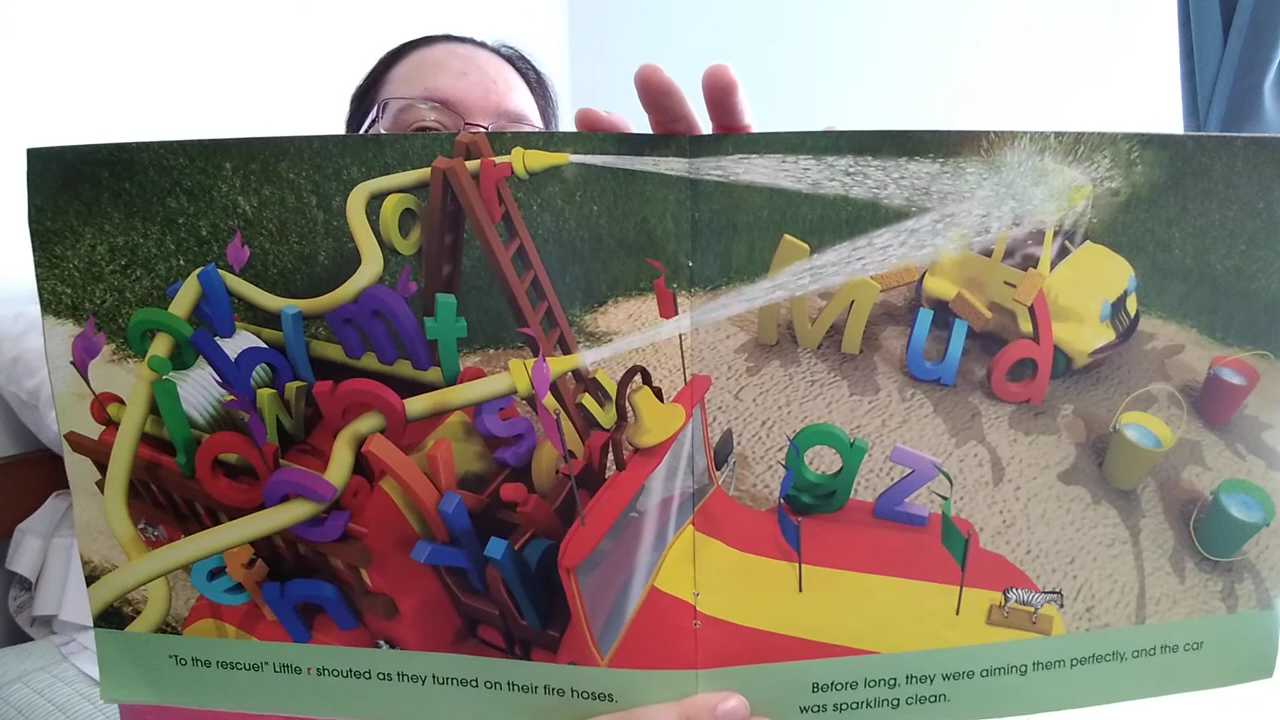 M u d
g z
"To the rescue!" Little r shouted as they turned on their fire hoses.
Before long, they were aiming them perfectly, and the car
was sparkling clean.